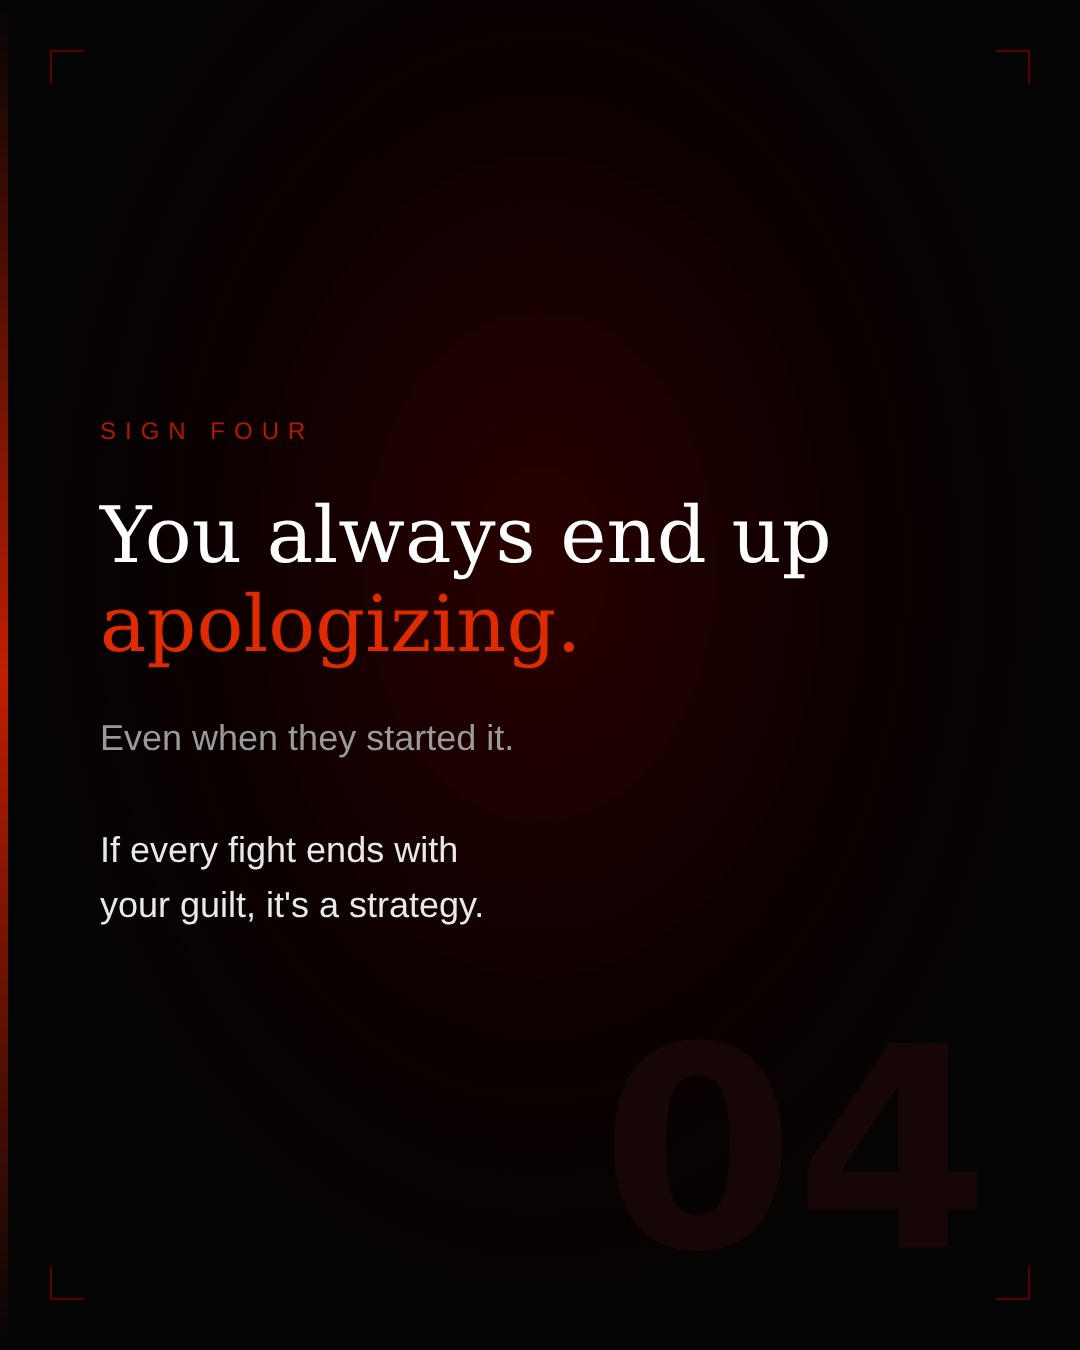 SIGN FOUR
You always end up
apologizing.
Even when they started it.
If every fight ends with
your guilt, it's a strategy.
04